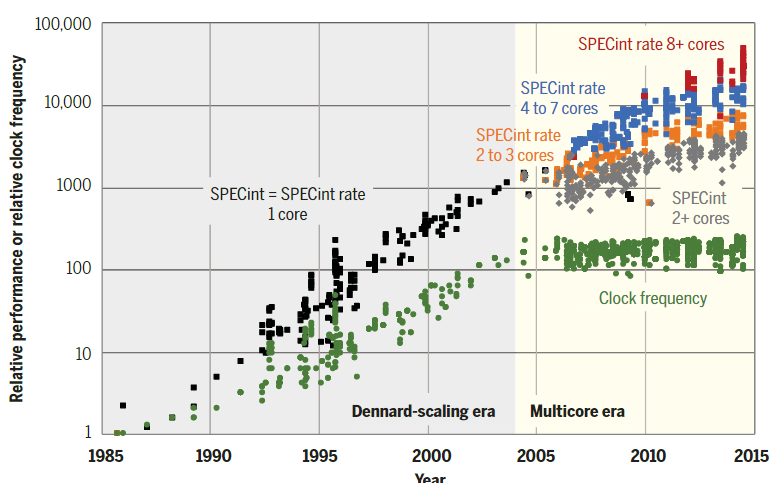 Relative performance or relative clock frequency
100,000
10,000
1000
100
10
1
SPECint rate 8+ cores
SPECint rate
4 to 7 cores
SPECint rate
2 to 3 cores
SPECint = SPECint rate
1 core
SPECint
2+ cores
Clock frequency
Dennard-scaling era
Multicore era
1985
1990
1995
2000
2005
2010
2015
Year